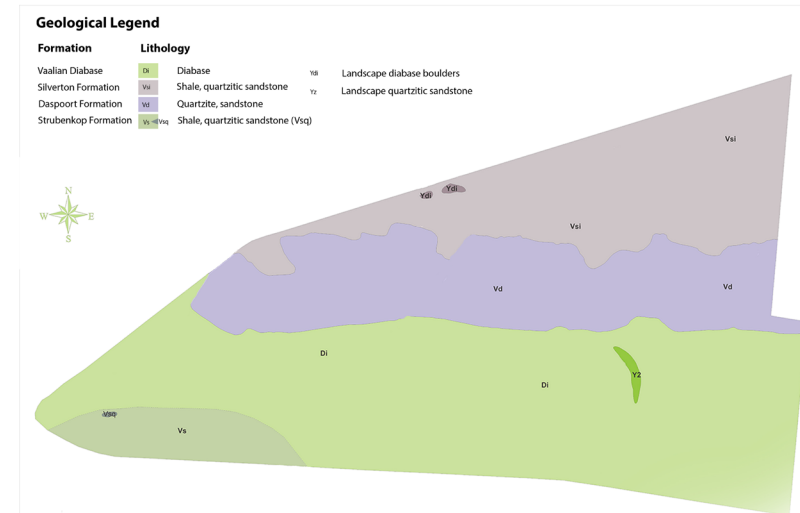 Geological Legend
Formation Lithology
Vaalian Diabase Di Diabase Ydi Landscape diabase boulders
Silverton Formation Vsi Shale, quartzitic sandstone Yz Landscape quartzitic sandstone
Daspoort Formation Vd Quartzite, sandstone
Strubenkop Formation Vs Vsq Shale, quartzitic sandstone (Vsq)
Vsi
N
W E
S
Ydi Ydi
Vsi
Vd Vd
Di
Y2
Di
Vsq
Vs